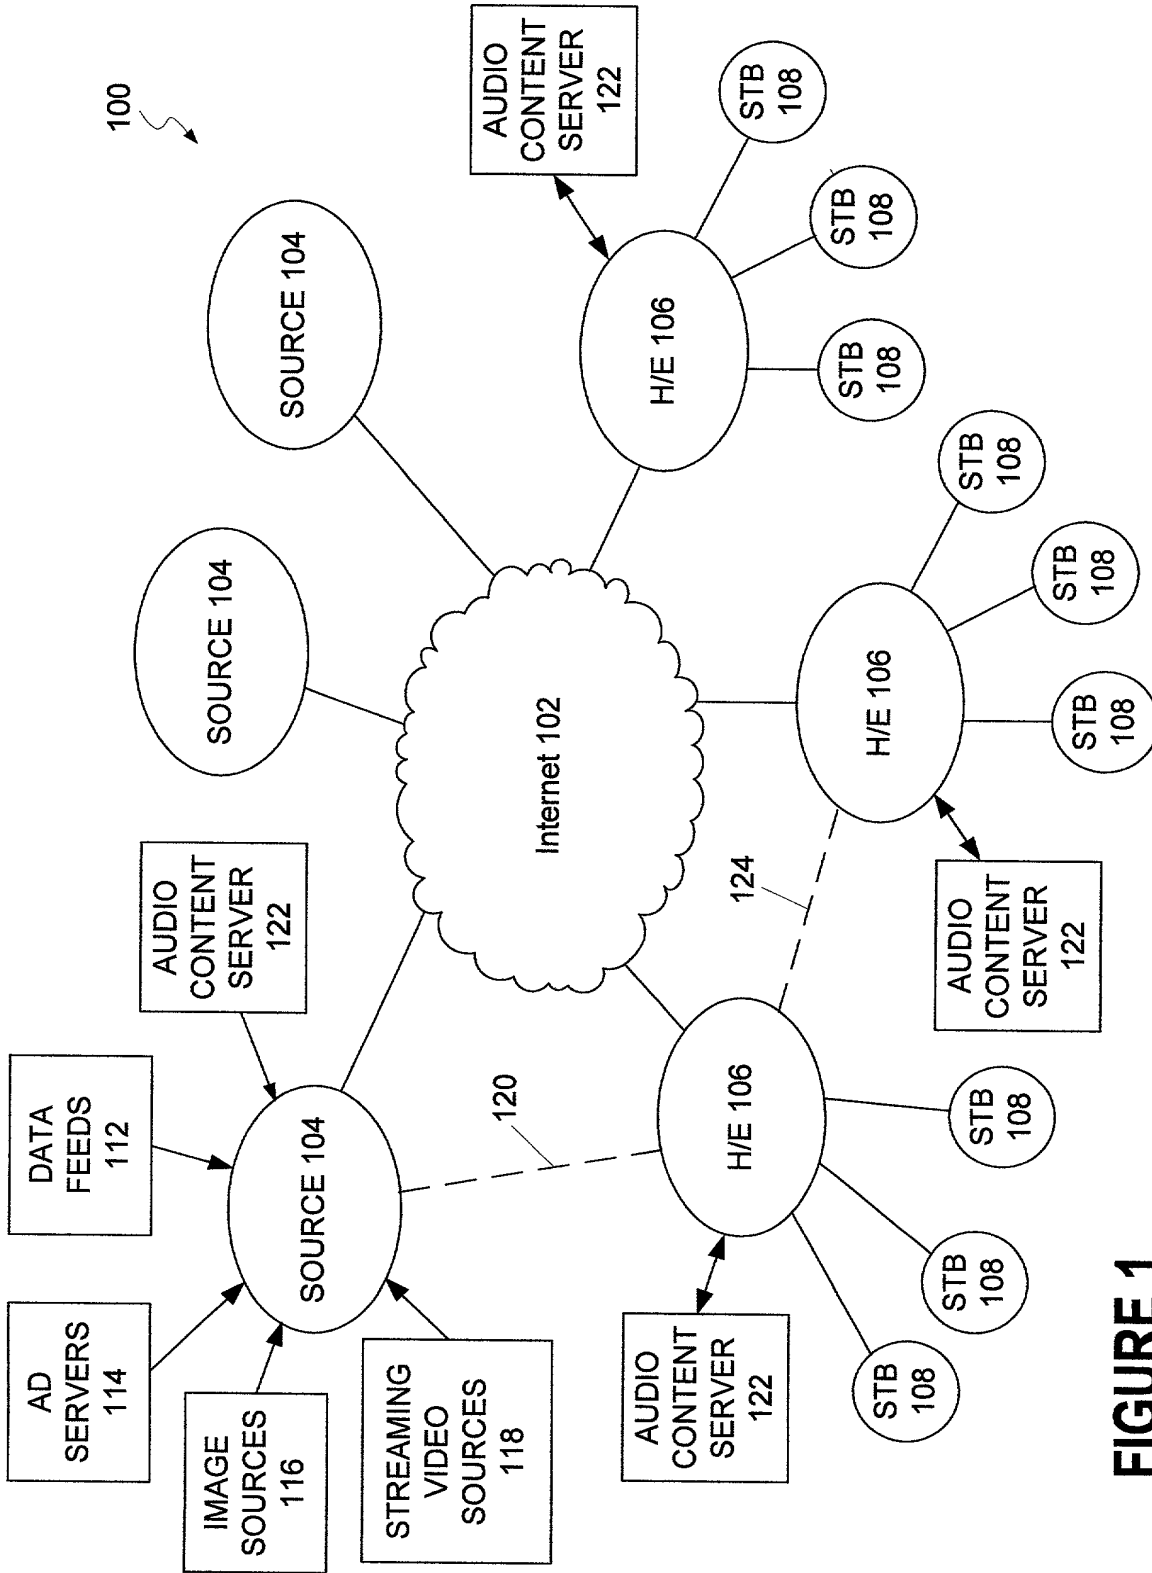 100
AD
SERVERS
114
DATA
FEEDS
112
AUDIO
CONTENT
SERVER
122
SOURCE 104
SOURCE 104
IMAGE
SOURCES
116
SOURCE 104
STREAMING
VIDEO
SOURCES
118
120
Internet 102
AUDIO
CONTENT
SERVER
122
AUDIO
CONTENT
SERVER
122
H/E 106
124
H/E 106
H/E 106
STB
108
STB
108
STB
108
STB
108
STB
108
STB
108
AUDIO
CONTENT
SERVER
122
STB
108
STB
108
STB
108
FIGURE 1